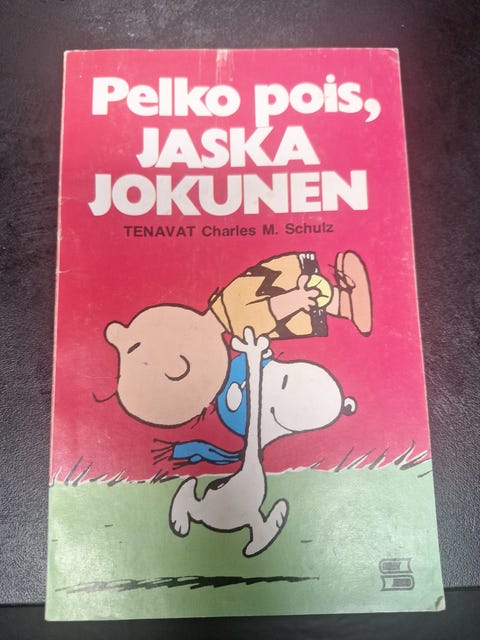 Pelko pois,
JASKA
JOKUNEN
TENAVAT Charles M. Schulz